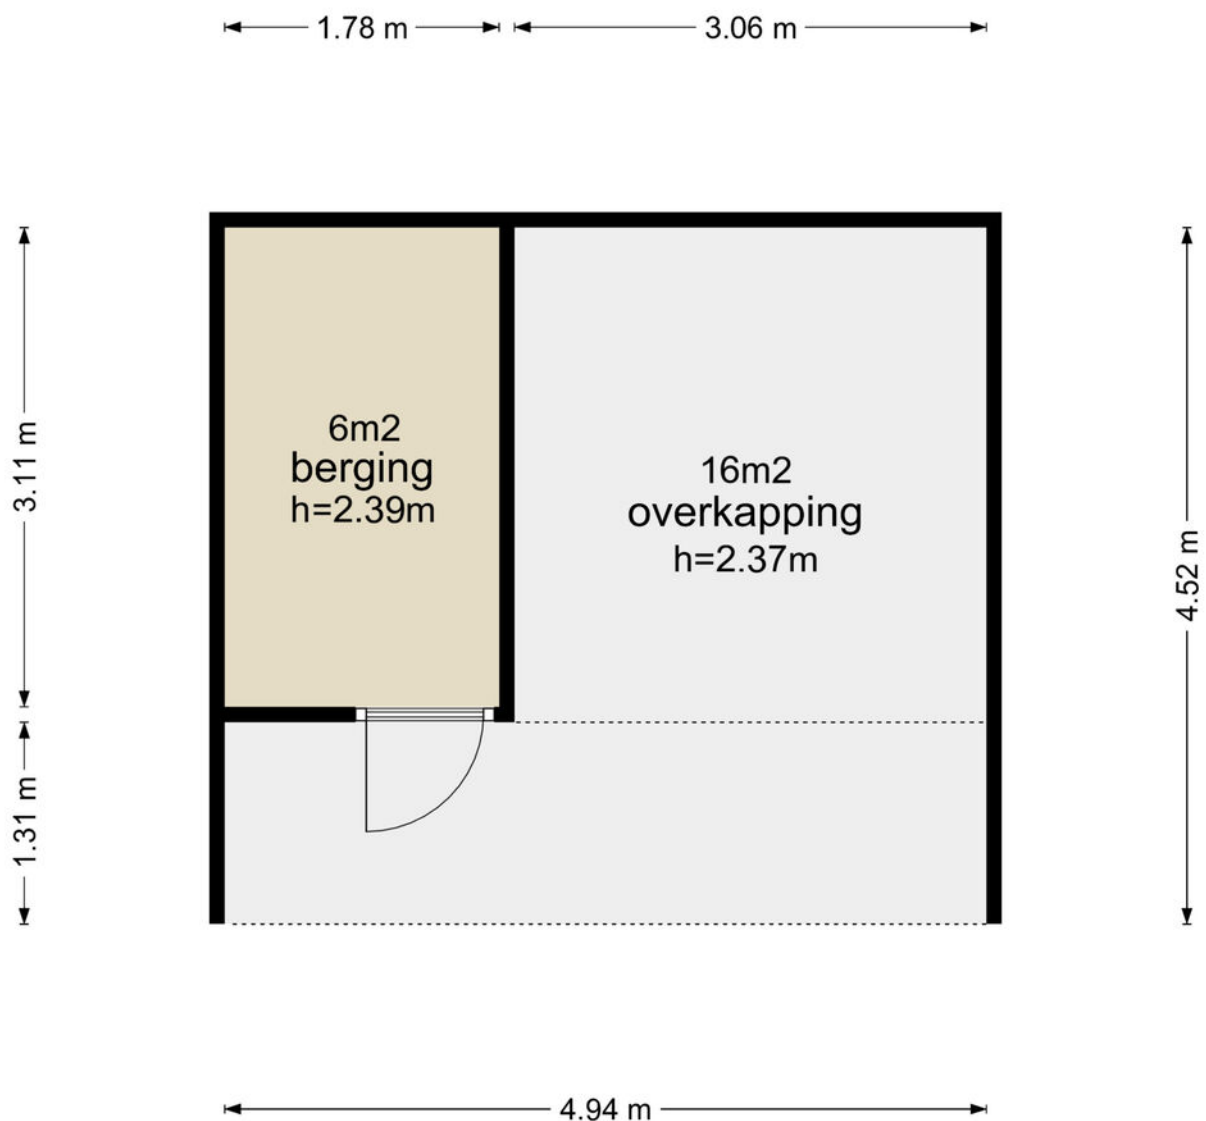 1.78 m
3.06 m
3.11 m
6m2
berging
h=2.39m
16m2
overkapping
h=2.37m
4.52 m
1.31 m
4.94 m